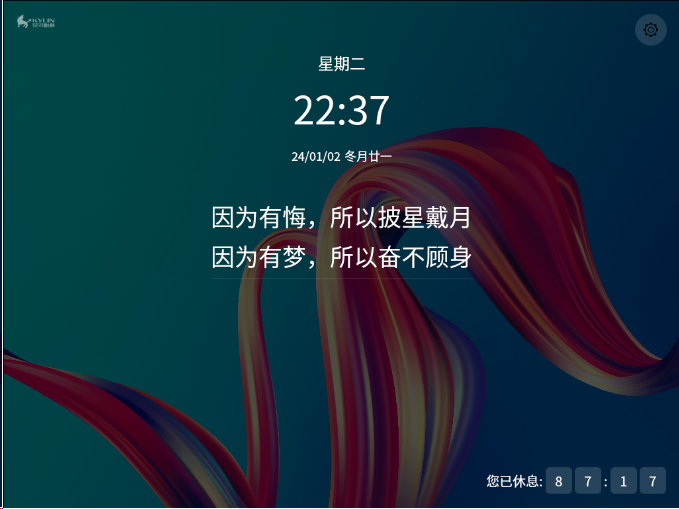 KYLIN
银河麒麟
星期二
22:37
24/01/02 冬月廿一
因为有悔，所以披星戴月
因为有梦，所以奋不顾身
您已休息: 8 7 : 1 7